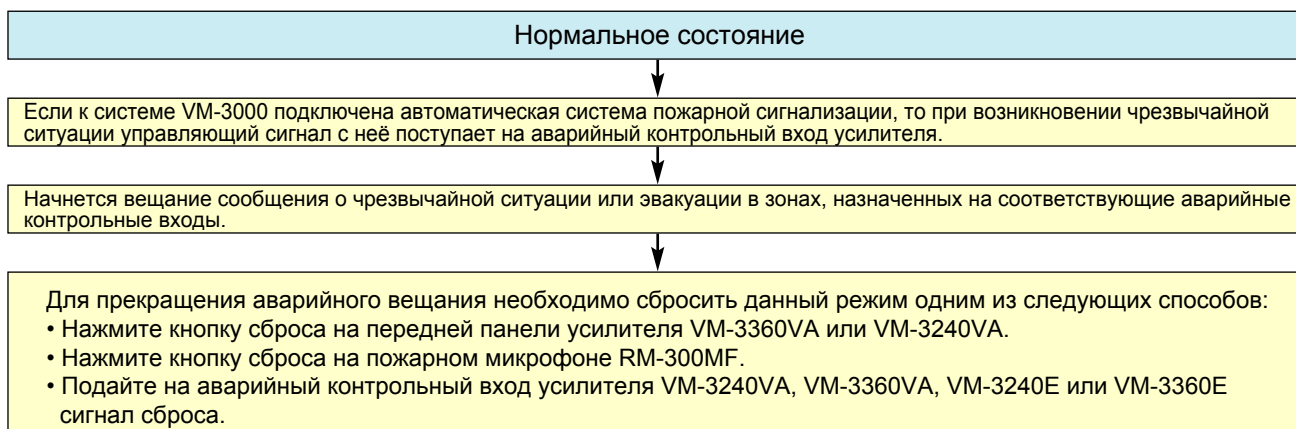 Нормальное состояние
Если к системе VM-3000 подключена автоматическая система пожарной сигнализации, то при возникновении чрезвычайной
ситуации управляющий сигнал с неё поступает на аварийный контрольный вход усилителя.
Начнется вещание сообщения о чрезвычайной ситуации или эвакуации в зонах, назначенных на соответствующие аварийные
контрольные входы.
Для прекращения аварийного вещания необходимо сбросить данный режим одним из следующих способов:
• Нажмите кнопку сброса на передней панели усилителя VM-3360VA или VM-3240VA.
• Нажмите кнопку сброса на пожарном микрофоне RM-300MF.
• Подайте на аварийный контрольный вход усилителя VM-3240VA, VM-3360VA, VM-3240E или VM-3360E
сигнал сброса.